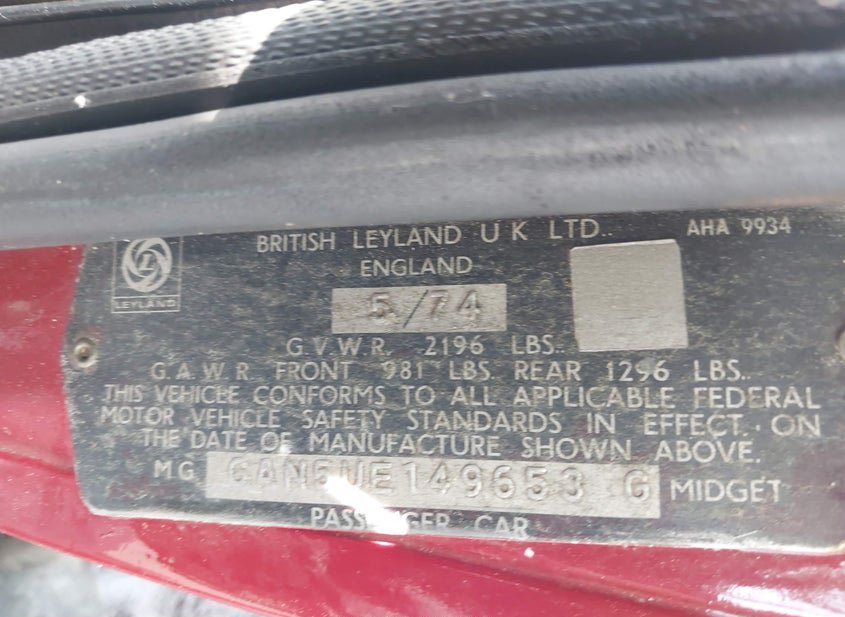 BRITISH LEYLAND U K LTD.. AHA 9934
LEYLAND
ENGLAND
5/74
G.V.W.R. 2196 LBS.
G.A.W.R. FRONT 981 LBS. REAR 1296 LBS..
THIS VEHICLE CONFORMS TO ALL APPLICABLE FEDERAL
MOTOR VEHICLE SAFETY STANDARDS IN EFFECT. ON
THE DATE OF MANUFACTURE SHOWN ABOVE.
MG GAN5UE149653 G MIDGET
PASSENGER CAR